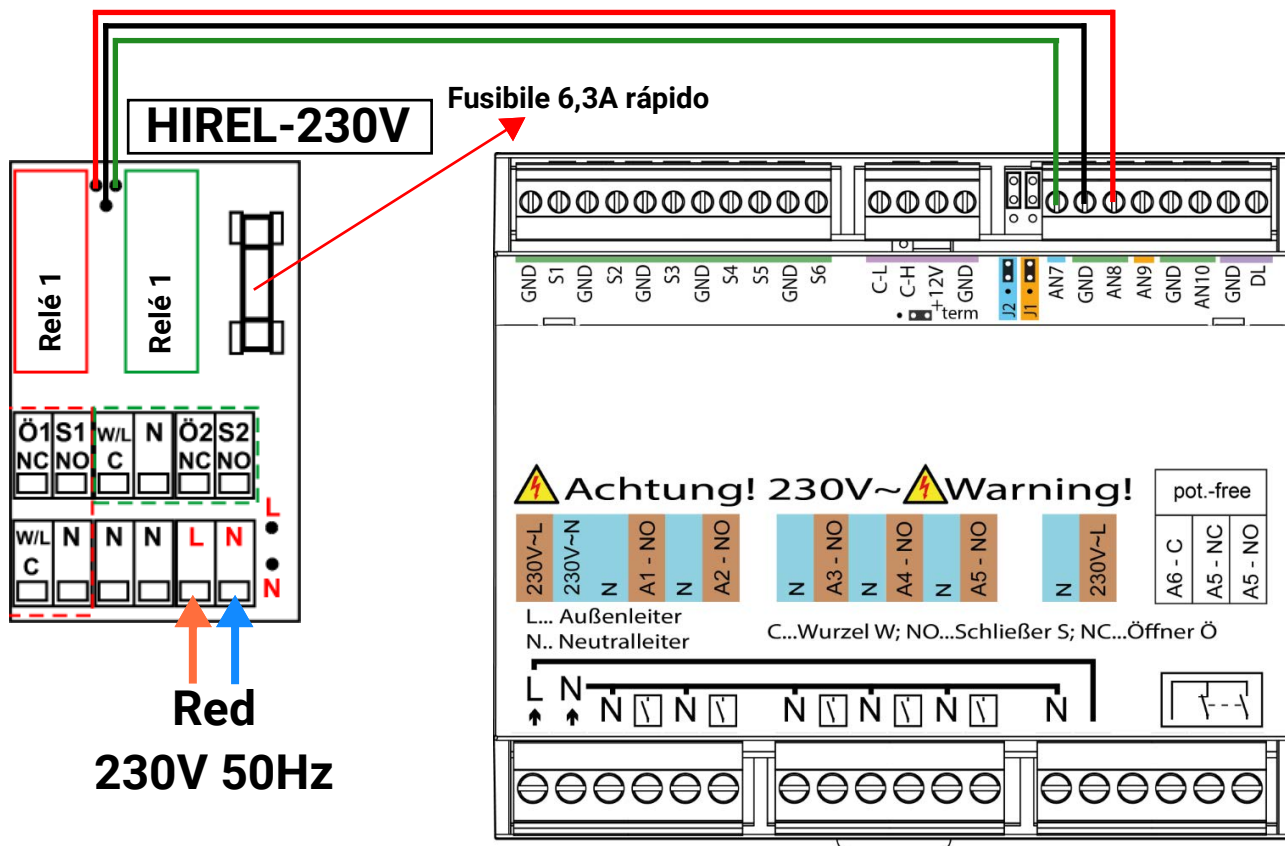 Fusibile 6,3A rápido
HIREL-230V
Relé 1
Relé 1
GND S1 GND S2 GND S3 GND S4 S5 GND S6
C-L C-H +12V GND
term
J2 J1
AN7 GND AN8 AN9 GND AN10 GND DL
Ö1 S1 W/L N Ö2 S2
NC NO C NC NO
L
W/L N N N L N
C
N
Achtung! 230V~ Warning!
pot.-free
230V~L 230V~N N A1 - NO N A2 - NO
N A3 - NO N A4 - NO N A5 - NO
N 230V~L
A6 - C A5 - NC A5 - NO
L... Außenleiter
N.. Neutralleiter
C...Wurzel W; NO...Schließer S; NC...Öffner Ö
L N N N N N N N
Red
230V 50Hz